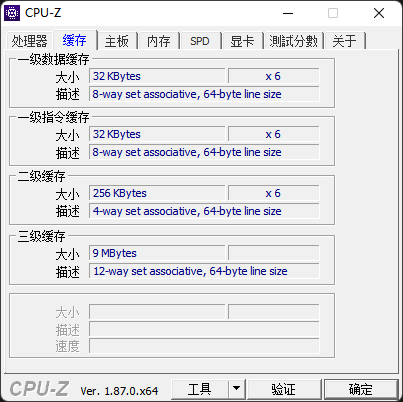 CPU-Z
处理器 缓存 主板 内存 SPD 显卡 測試分數 关于
一级数据缓存
大小 32 KBytes x 6
描述 8-way set associative, 64-byte line size
一级指令缓存
大小 32 KBytes x 6
描述 8-way set associative, 64-byte line size
二级缓存
大小 256 KBytes x 6
描述 4-way set associative, 64-byte line size
三级缓存
大小 9 MBytes
描述 12-way set associative, 64-byte line size
大小
描述
速度
CPU-Z Ver. 1.87.0.x64 工具 验证 确定